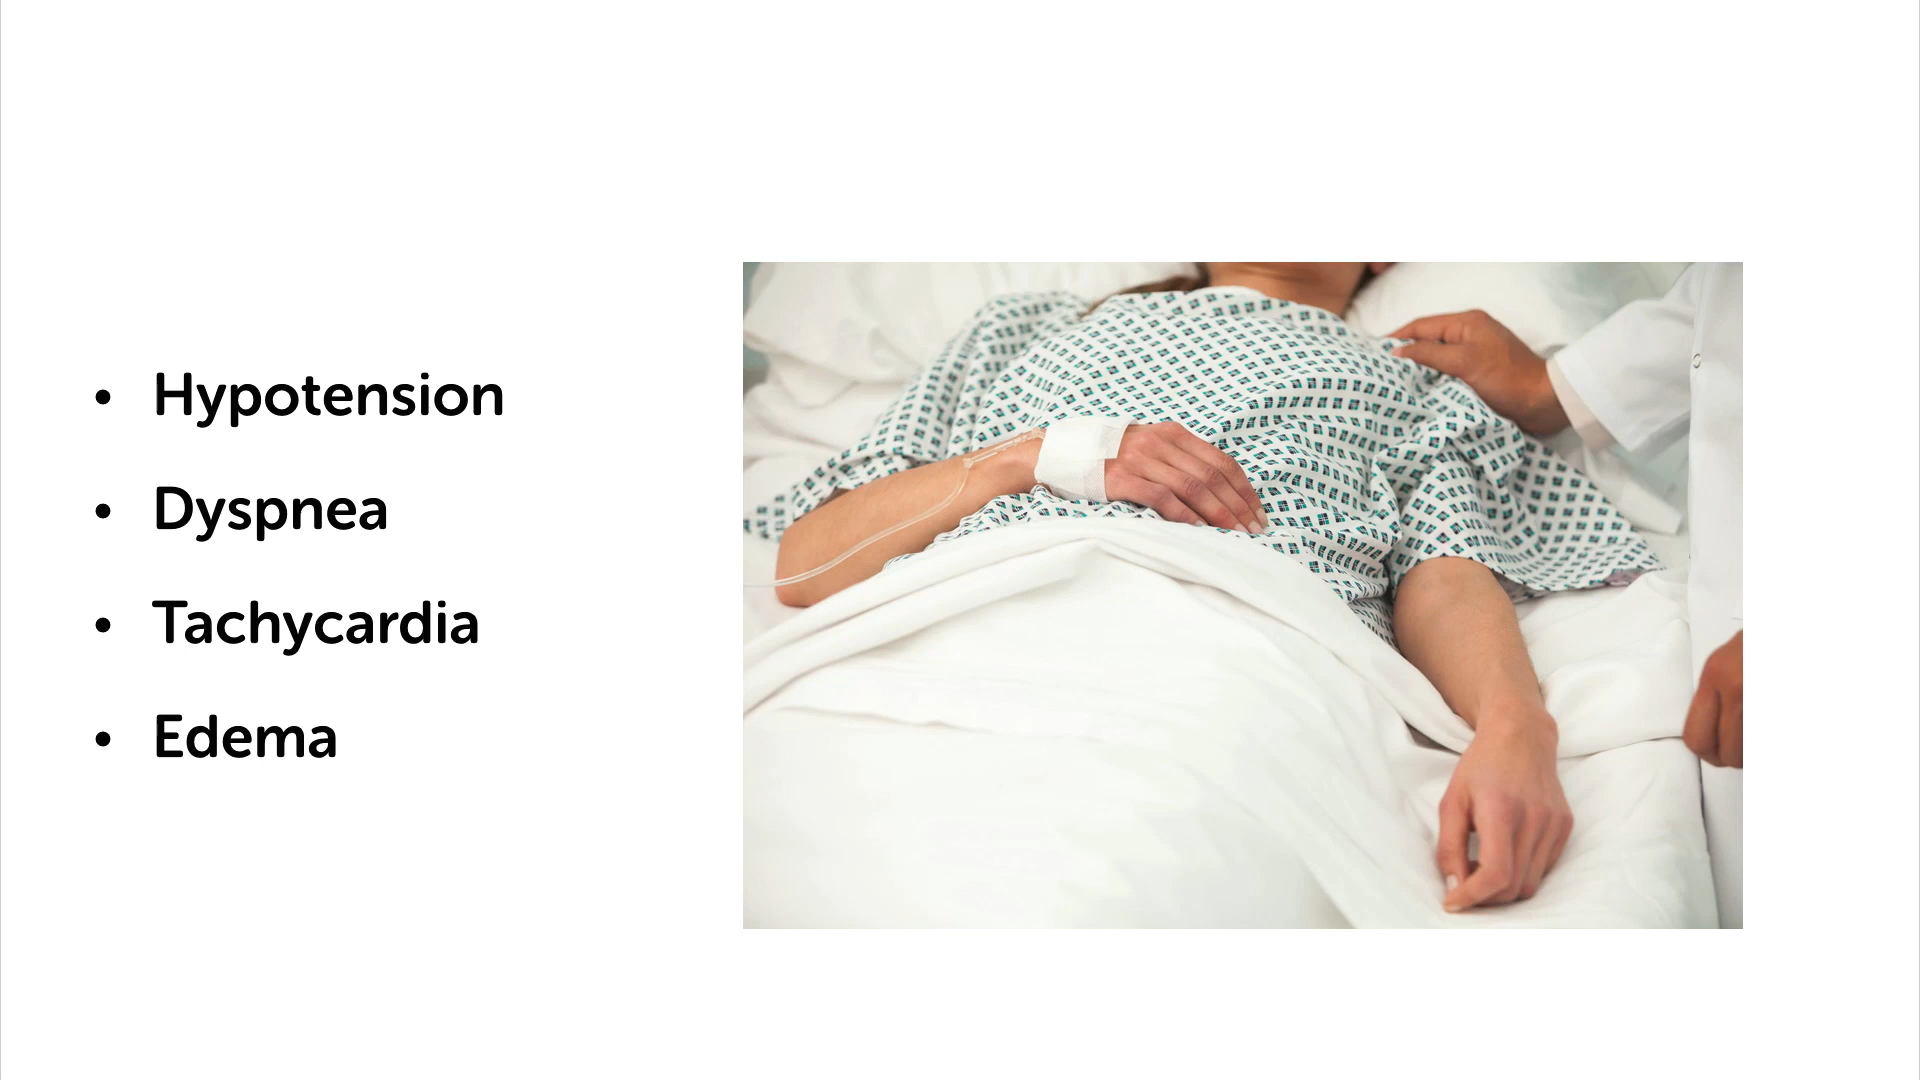 • Hypotension
• Dyspnea
• Tachycardia
• Edema